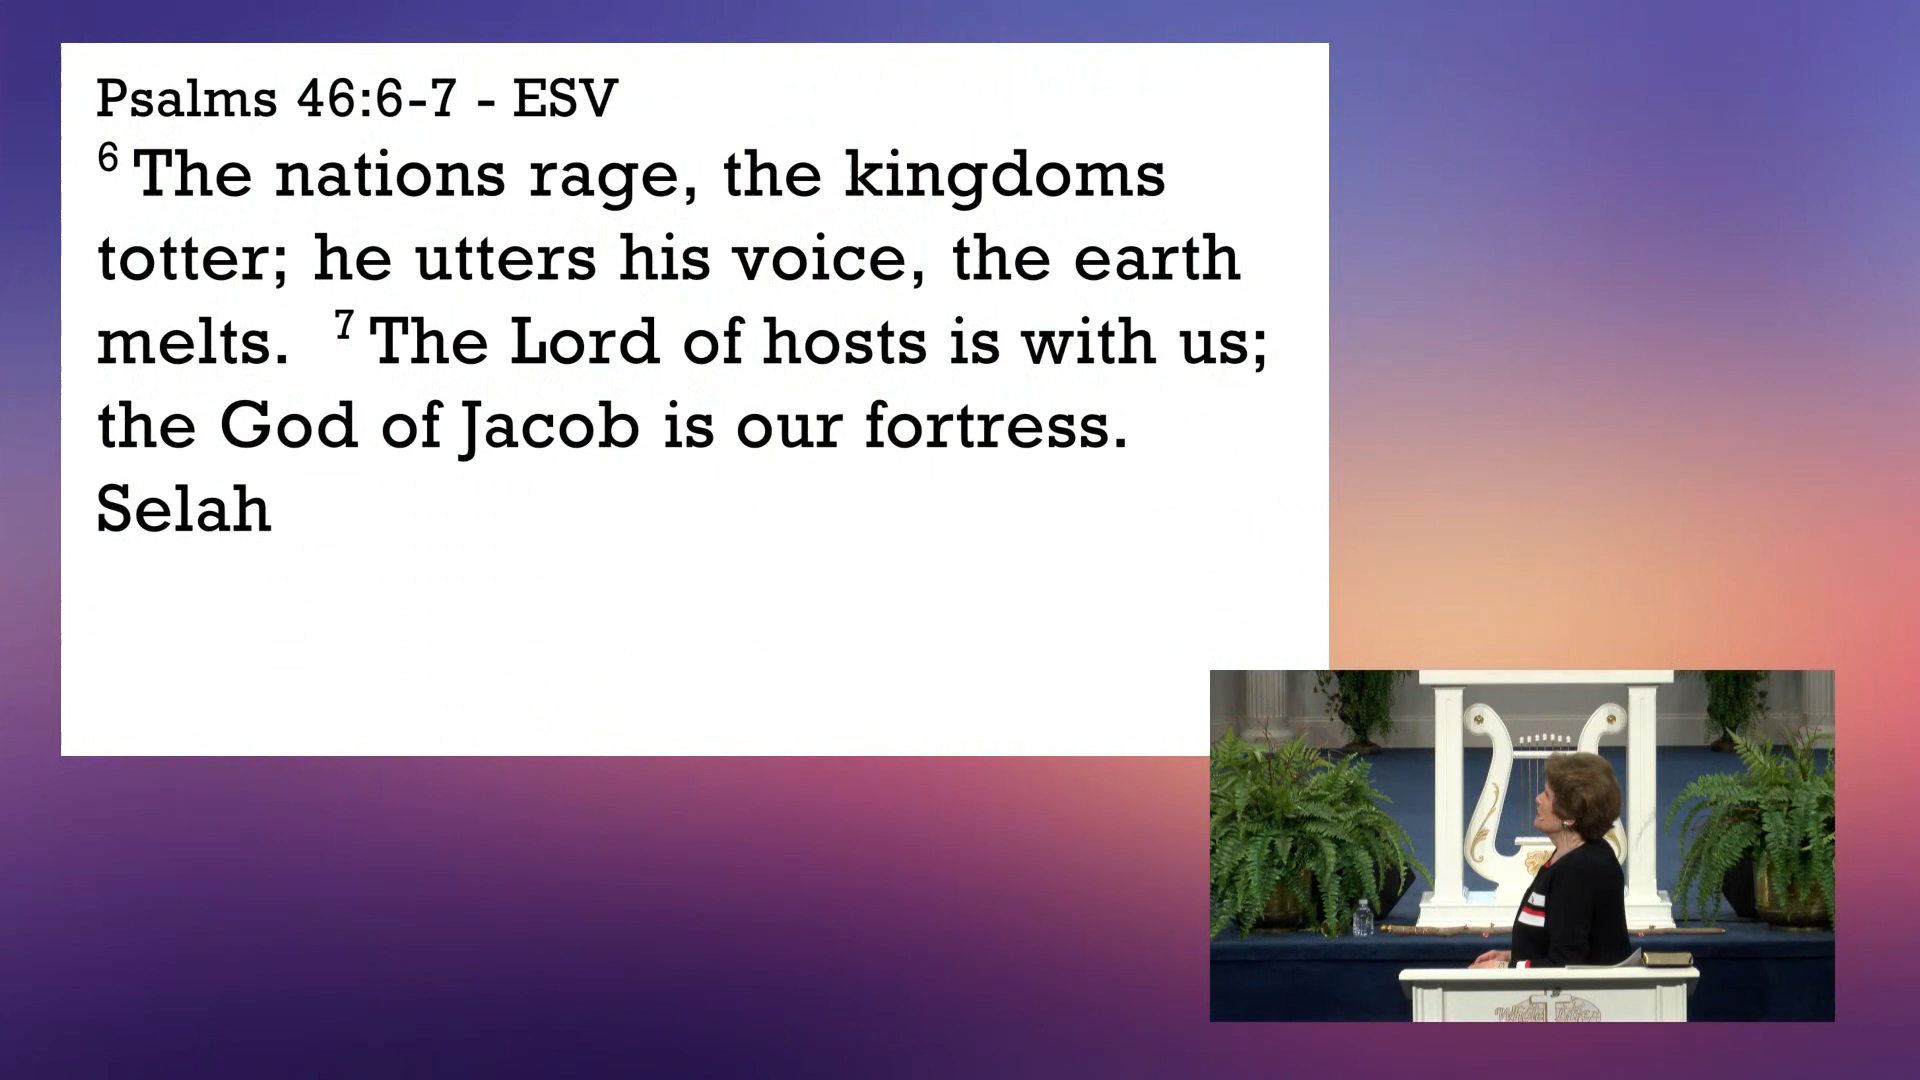 Psalms 46:6-7 - ESV
6 The nations rage, the kingdoms
totter; he utters his voice, the earth
melts. 7 The Lord of hosts is with us;
the God of Jacob is our fortress.
Selah